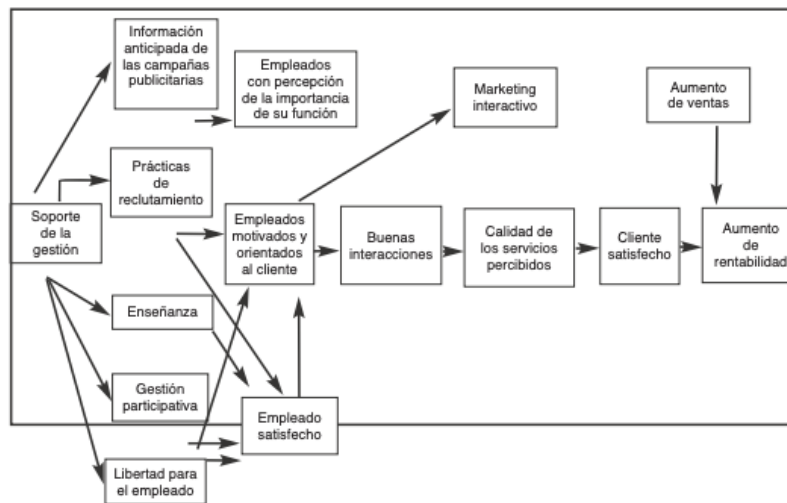 Información
anticipada de
las campañas
publicitarias
Empleados
con percepción
de la importancia
de su función
Marketing
interactivo
Aumento
de ventas
Prácticas
de
reclutamiento
Soporte
de la
gestión
Empleados
motivados y
orientados
al cliente
Buenas
interacciones
Calidad de
los servicios
percibidos
Cliente
satisfecho
Aumento
de
rentabilidad
Enseñanza
Gestión
participativa
Empleado
satisfecho
Libertad para
el empleado